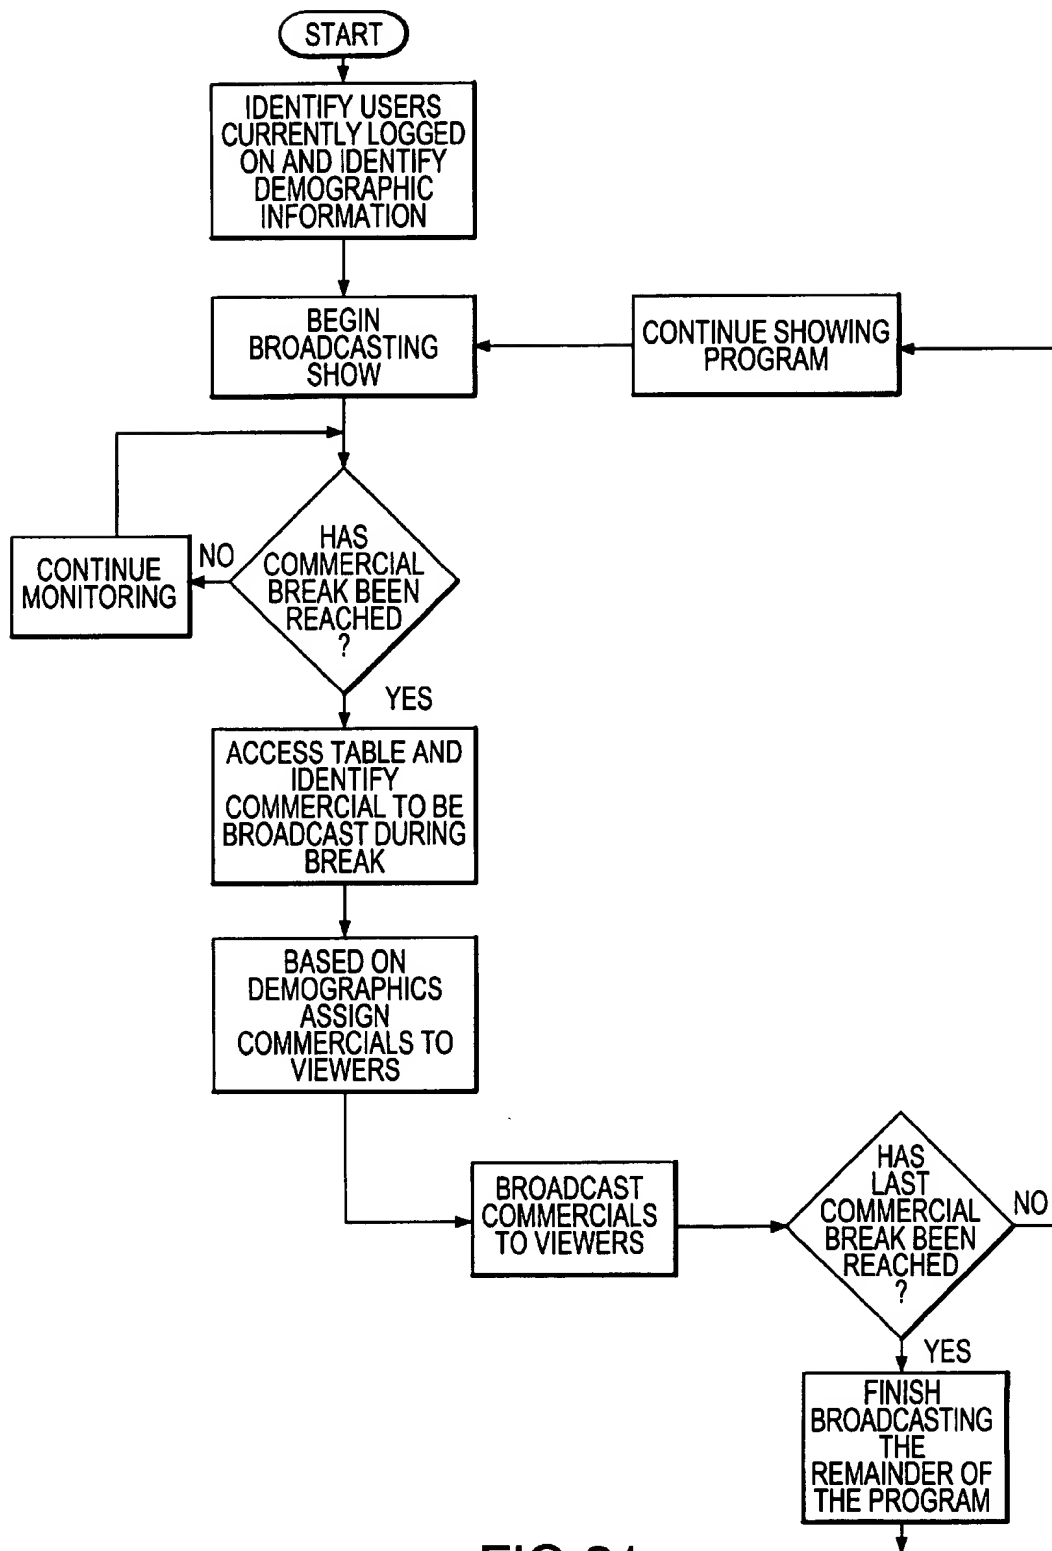 START
IDENTIFY USERS
CURRENTLY LOGGED
ON AND IDENTIFY
DEMOGRAPHIC
INFORMATION
BEGIN
BROADCASTING
SHOW
CONTINUE SHOWING
PROGRAM
HAS
COMMERCIAL
BREAK BEEN
REACHED
?
NO
CONTINUE
MONITORING
YES
ACCESS TABLE AND
IDENTIFY
COMMERCIAL TO BE
BROADCAST DURING
BREAK
BASED ON
DEMOGRAPHICS
ASSIGN
COMMERCIALS TO
VIEWERS
BROADCAST
COMMERCIALS
TO VIEWERS
HAS
LAST
COMMERCIAL
BREAK BEEN
REACHED
?
NO
YES
FINISH
BROADCASTING
THE
REMAINDER OF
THE PROGRAM